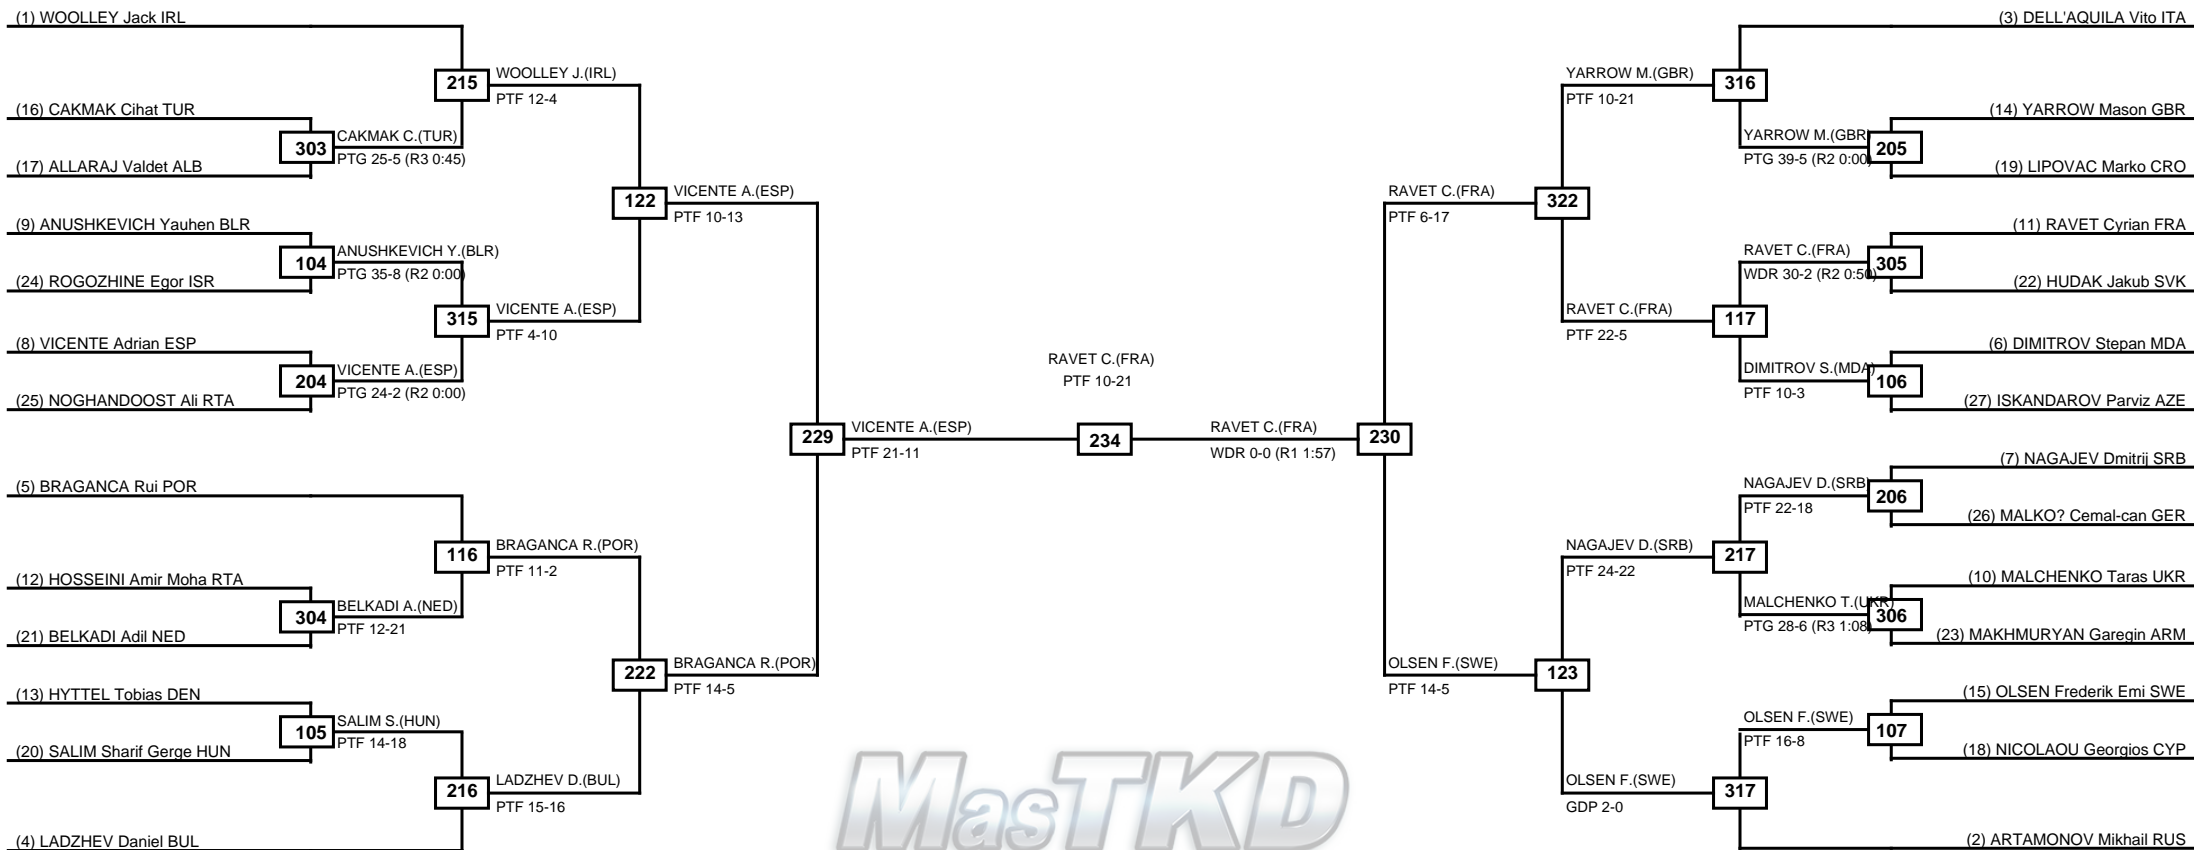 (1) WOOLLEY Jack IRL
215
WOOLLEY J.(IRL)
PTF 12-4
(16) CAKMAK Cihat TUR
303
CAKMAK C.(TUR)
PTG 25-5 (R3 0:45)
(17) ALLARAJ Valdet ALB
122
VICENTE A.(ESP)
PTF 10-13
(9) ANUSHKEVICH Yauhen BLR
104
ANUSHKEVICH Y.(BLR)
PTG 35-8 (R2 0:00)
(24) ROGOZHINE Egor ISR
315
VICENTE A.(ESP)
PTF 4-10
(8) VICENTE Adrian ESP
204
VICENTE A.(ESP)
PTG 24-2 (R2 0:00)
(25) NOGHANDOOST Ali RTA
229
VICENTE A.(ESP)
PTF 21-11
(5) BRAGANCA Rui POR
116
BRAGANCA R.(POR)
PTF 11-2
(12) HOSSEINI Amir Moha RTA
304
BELKADI A.(NED)
PTF 12-21
(21) BELKADI Adil NED
222
BRAGANCA R.(POR)
PTF 14-5
(13) HYTTEL Tobias DEN
105
SALIM S.(HUN)
PTF 14-18
(20) SALIM Sharif Gerge HUN
216
LADZHEV D.(BUL)
PTF 15-16
(4) LADZHEV Daniel BUL
RAVET C.(FRA)
PTF 10-21
234
RAVET C.(FRA)
WDR 0-0 (R1 1:57)
230
(3) DELL'AQUILA Vito ITA
YARROW M.(GBR)
PTF 10-21
316
(14) YARROW Mason GBR
YARROW M.(GBR)
PTG 39-5 (R2 0:00)
205
(19) LIPOVAC Marko CRO
RAVET C.(FRA)
PTF 6-17
322
(11) RAVET Cyrian FRA
RAVET C.(FRA)
WDR 30-2 (R2 0:50)
305
(22) HUDAK Jakub SVK
RAVET C.(FRA)
PTF 22-5
117
(6) DIMITROV Stepan MDA
DIMITROV S.(MDA)
PTF 10-3
106
(27) ISKANDAROV Parviz AZE
(7) NAGAJEV Dmitrij SRB
NAGAJEV D.(SRB)
PTF 22-18
206
(26) MALKO? Cemal-can GER
NAGAJEV D.(SRB)
PTF 24-22
217
(10) MALCHENKO Taras UKR
MALCHENKO T.(UKR)
PTG 28-6 (R3 1:08)
306
(23) MAKHMURYAN Garegin ARM
OLSEN F.(SWE)
PTF 14-5
123
(15) OLSEN Frederik Emi SWE
OLSEN F.(SWE)
PTF 16-8
107
(18) NICOLAOU Georgios CYP
OLSEN F.(SWE)
GDP 2-0
317
(2) ARTAMONOV Mikhail RUS
MasTKD